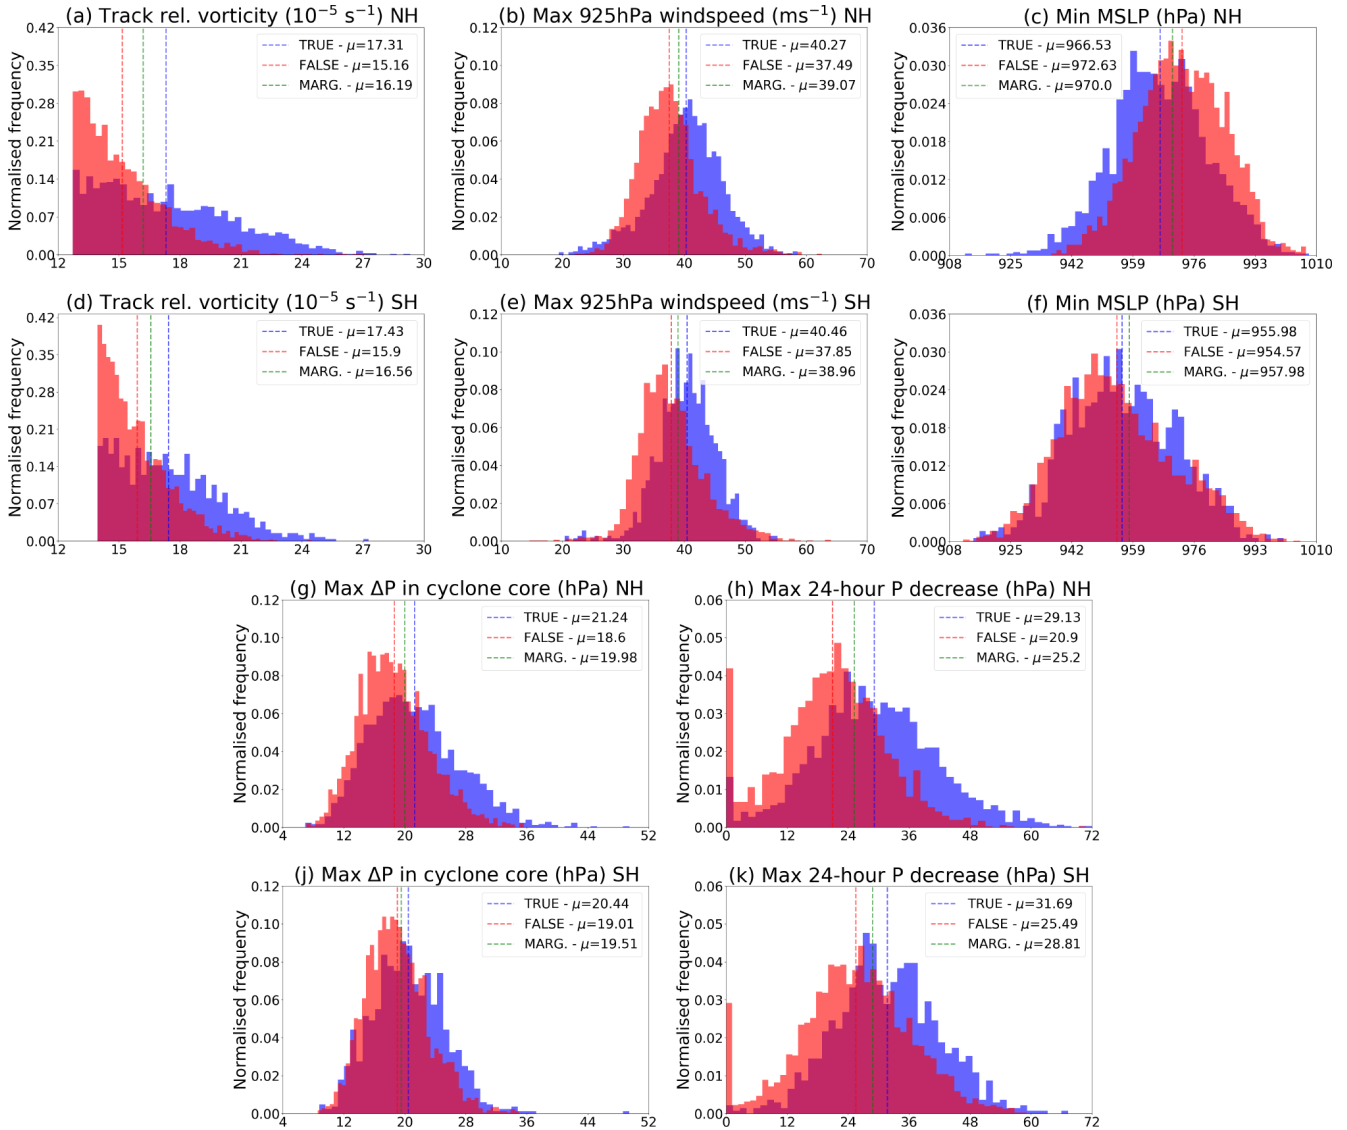 (a) Track rel. vorticity (10⁻⁵ s⁻¹) NH
Normalised frequency
0.42
0.35
0.28
0.21
0.14
0.07
0.00
12 15 18 21 24 27 30
TRUE - μ=17.31
FALSE - μ=15.16
MARG. - μ=16.19
(b) Max 925hPa windspeed (ms⁻¹) NH
Normalised frequency
0.12
0.10
0.08
0.06
0.04
0.02
0.00
10 20 30 40 50 60 70
TRUE - μ=40.27
FALSE - μ=37.49
MARG. - μ=39.07
(c) Min MSLP (hPa) NH
Normalised frequency
0.036
0.030
0.024
0.018
0.012
0.006
0.000
908 925 942 959 976 993 1010
TRUE - μ=966.53
FALSE - μ=972.63
MARG. - μ=970.0
(d) Track rel. vorticity (10⁻⁵ s⁻¹) SH
Normalised frequency
0.42
0.35
0.28
0.21
0.14
0.07
0.00
12 15 18 21 24 27 30
TRUE - μ=17.43
FALSE - μ=15.9
MARG. - μ=16.56
(e) Max 925hPa windspeed (ms⁻¹) SH
Normalised frequency
0.12
0.10
0.08
0.06
0.04
0.02
0.00
10 20 30 40 50 60 70
TRUE - μ=40.46
FALSE - μ=37.85
MARG. - μ=38.96
(f) Min MSLP (hPa) SH
Normalised frequency
0.036
0.030
0.024
0.018
0.012
0.006
0.000
908 925 942 959 976 993 1010
TRUE - μ=955.98
FALSE - μ=954.57
MARG. - μ=957.98
(g) Max ΔP in cyclone core (hPa) NH
Normalised frequency
0.12
0.10
0.08
0.06
0.04
0.02
0.00
4 12 20 28 36 44 52
TRUE - μ=21.24
FALSE - μ=18.6
MARG. - μ=19.98
(h) Max 24-hour P decrease (hPa) NH
Normalised frequency
0.06
0.05
0.04
0.03
0.02
0.01
0.00
0 12 24 36 48 60 72
TRUE - μ=29.13
FALSE - μ=20.9
MARG. - μ=25.2
(j) Max ΔP in cyclone core (hPa) SH
Normalised frequency
0.12
0.10
0.08
0.06
0.04
0.02
0.00
4 12 20 28 36 44 52
TRUE - μ=20.44
FALSE - μ=19.01
MARG. - μ=19.51
(k) Max 24-hour P decrease (hPa) SH
Normalised frequency
0.06
0.05
0.04
0.03
0.02
0.01
0.00
0 12 24 36 48 60 72
TRUE - μ=31.69
FALSE - μ=25.49
MARG. - μ=28.81